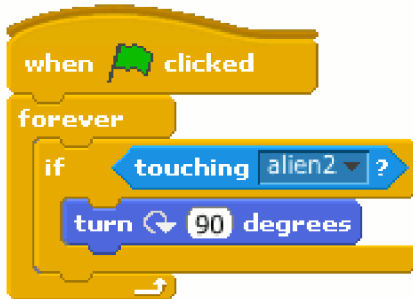 when clicked
forever
if touching alien2 ?
turn 90 degrees